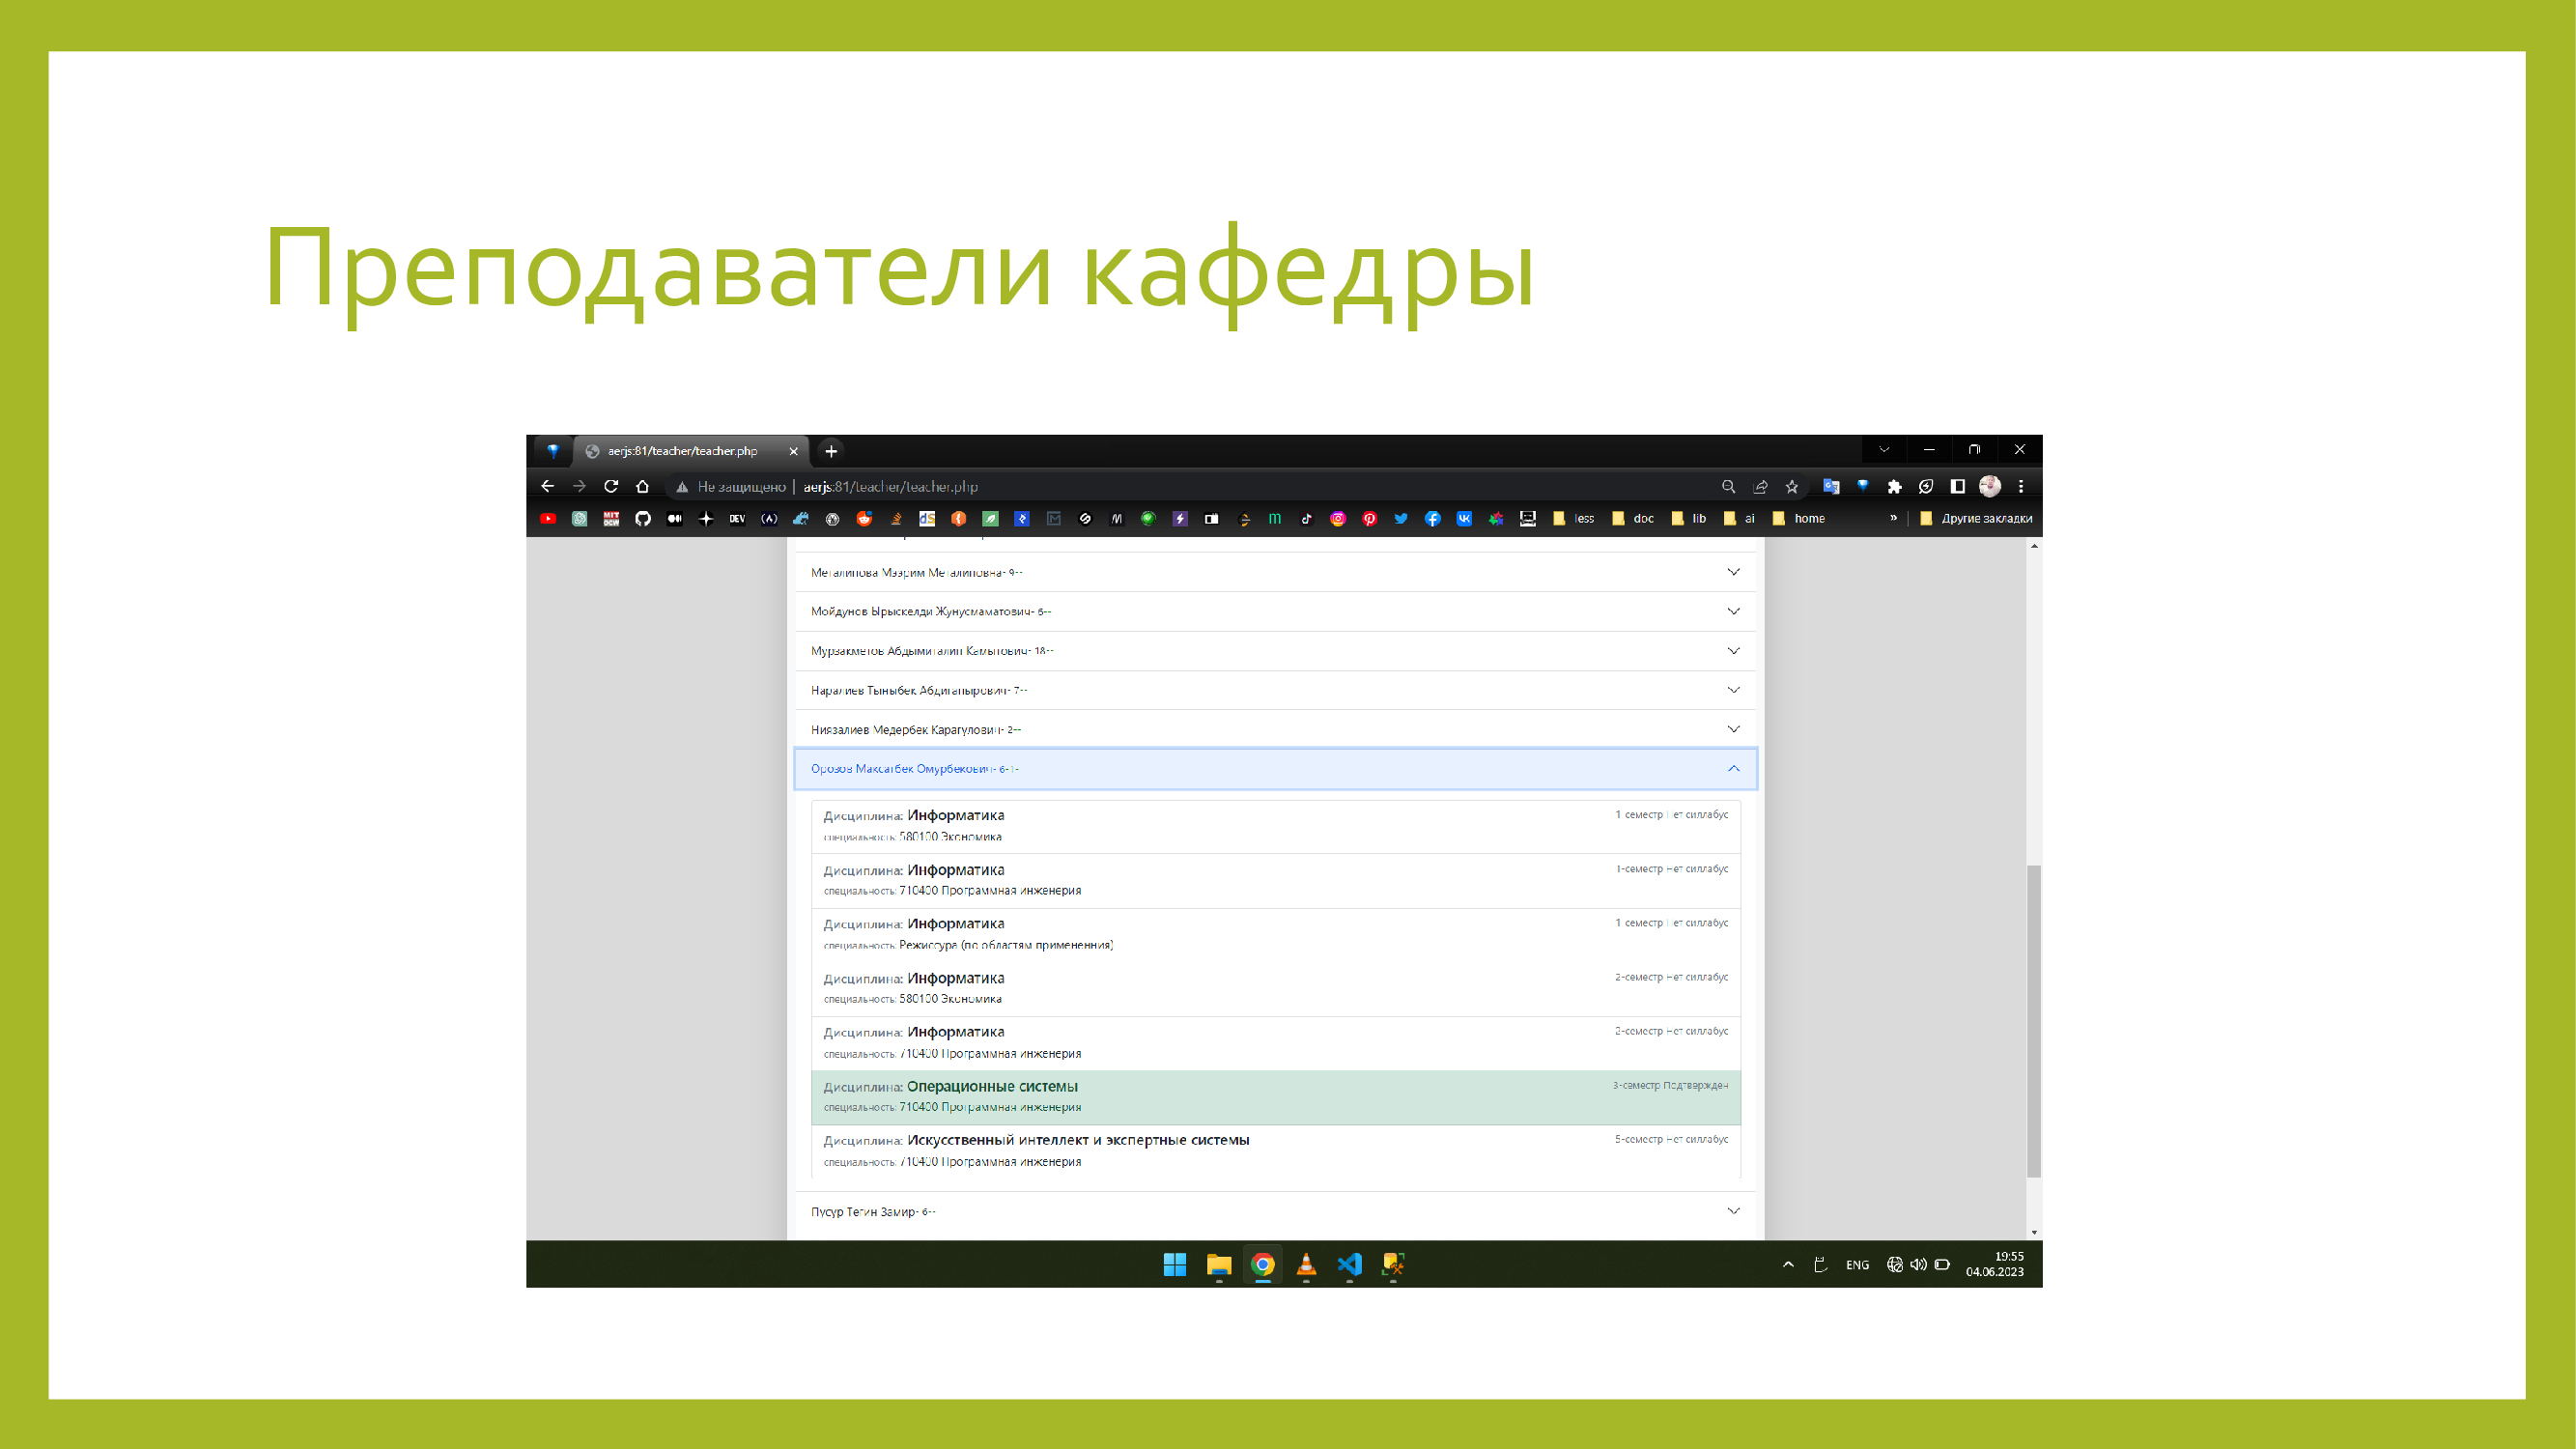 Преподаватели кафедры
aerjs:81/teacher/teacher.php
Не защищено | aerjs:81/teacher/teacher.php
DEV less doc lib ai home » Другие закладки
Металипова Мээрим Металиповна- 9--
Мойдунов Ырыскелди Жунусмаматович- 6--
Мурзакметов Абдымиталип Камытович- 18--
Наралиев Тыныбек Абдигапырович- 7--
Ниязалиев Медербек Карагулович- 2--
Орозов Максатбек Омурбекович- 6-1-
Дисциплина: Информатика 1-семестр Нет силлабус
специальность: 580100 Экономика
Дисциплина: Информатика 1-семестр Нет силлабус
специальность: 710400 Программная инженерия
Дисциплина: Информатика 1-семестр Нет силлабус
специальность: Режиссура (по областям примененния)
Дисциплина: Информатика 2-семестр Нет силлабус
специальность: 580100 Экономика
Дисциплина: Информатика 2-семестр Нет силлабус
специальность: 710400 Программная инженерия
Дисциплина: Операционные системы 3-семестр Подтвержден
специальность: 710400 Программная инженерия
Дисциплина: Искусственный интеллект и экспертные системы 5-семестр Нет силлабус
специальность: 710400 Программная инженерия
Пусур Тегин Замир- 6--
ENG 19:55
04.06.2023